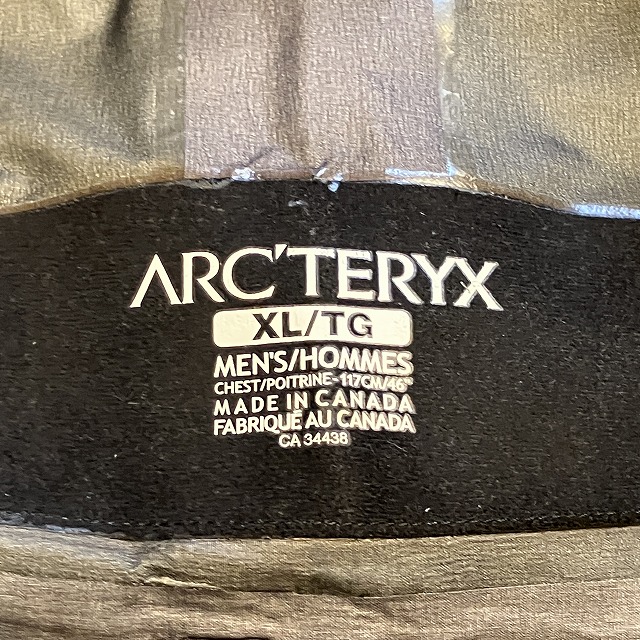 ARC'TERYX
XL/TG
MEN'S/HOMMES
CHEST/POITRINE-117CM/46"
MADE IN CANADA
FABRIQUÉ AU CANADA
CA 34438